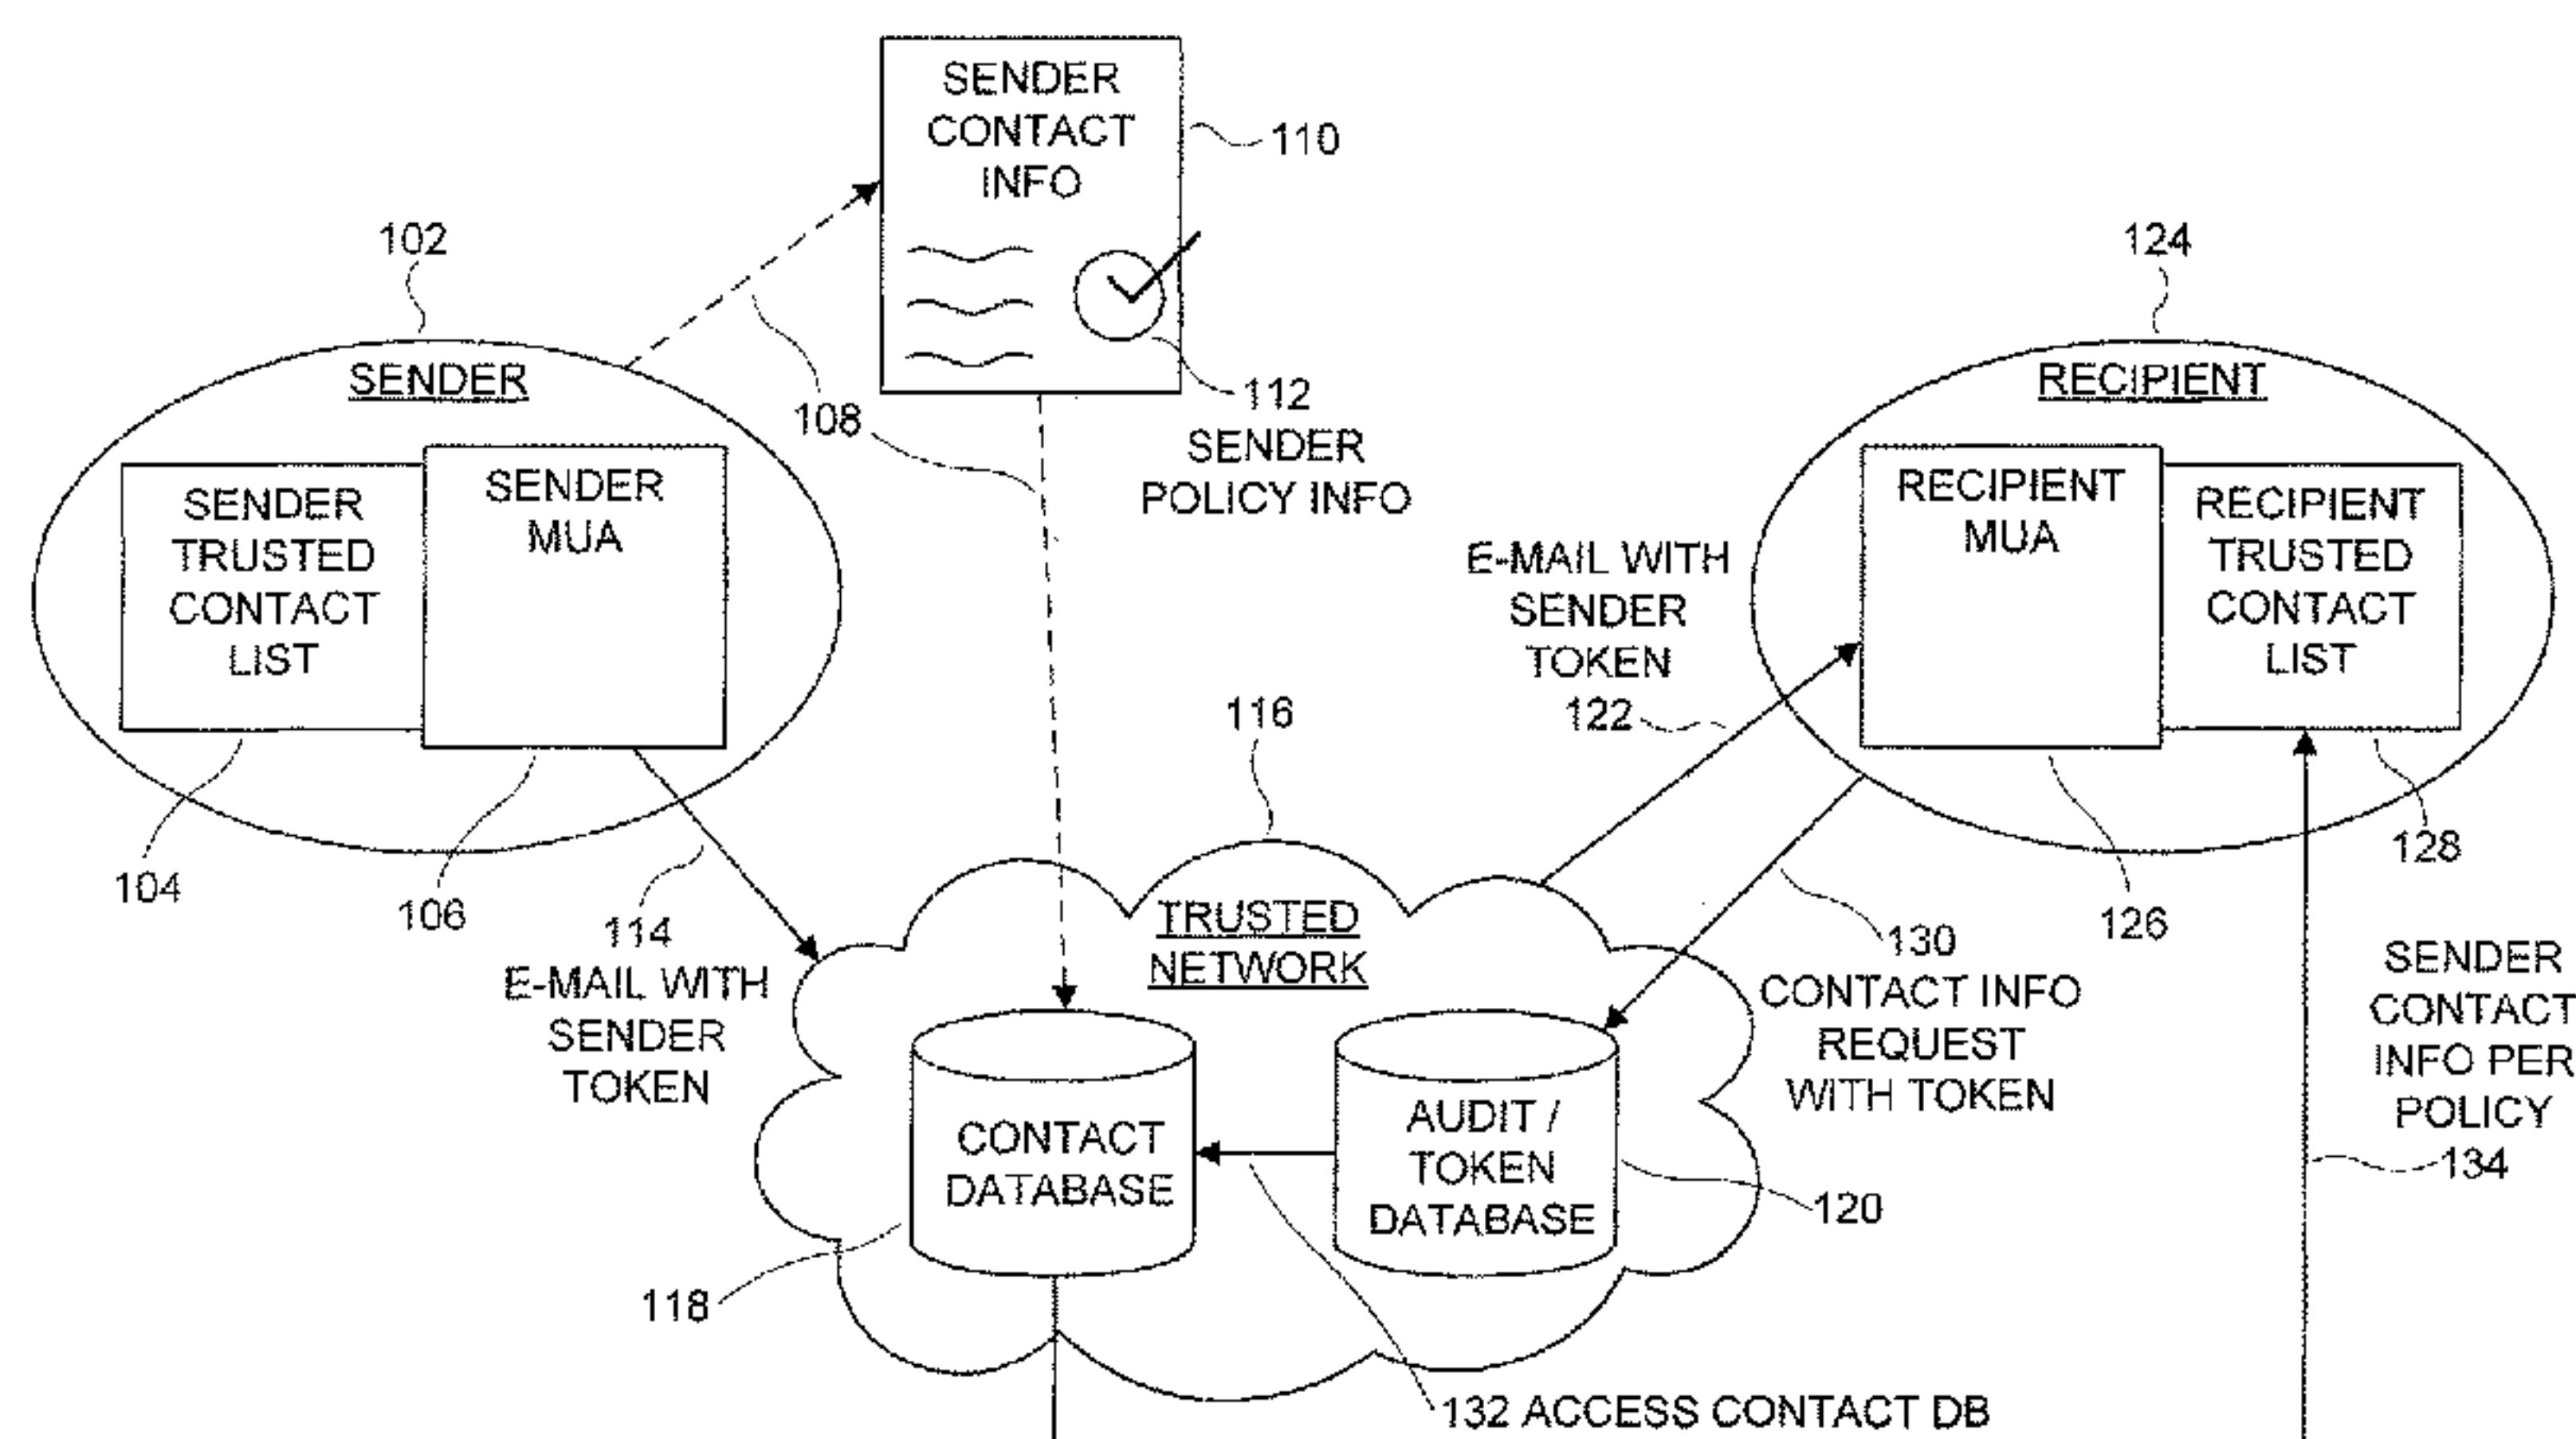 SENDER
CONTACT
INFO
110
102
124
SENDER
108
112
SENDER
POLICY INFO
RECIPIENT
SENDER
TRUSTED
CONTACT
LIST
SENDER
MUA
RECIPIENT
MUA
RECIPIENT
TRUSTED
CONTACT
LIST
E-MAIL WITH
SENDER
TOKEN
122
116
104
106
114
E-MAIL WITH
SENDER
TOKEN
128
126
130
CONTACT INFO
REQUEST
WITH TOKEN
SENDER
CONTACT
INFO PER
POLICY
134
TRUSTED
NETWORK
CONTACT
DATABASE
AUDIT /
TOKEN
DATABASE
120
118
132 ACCESS CONTACT DB